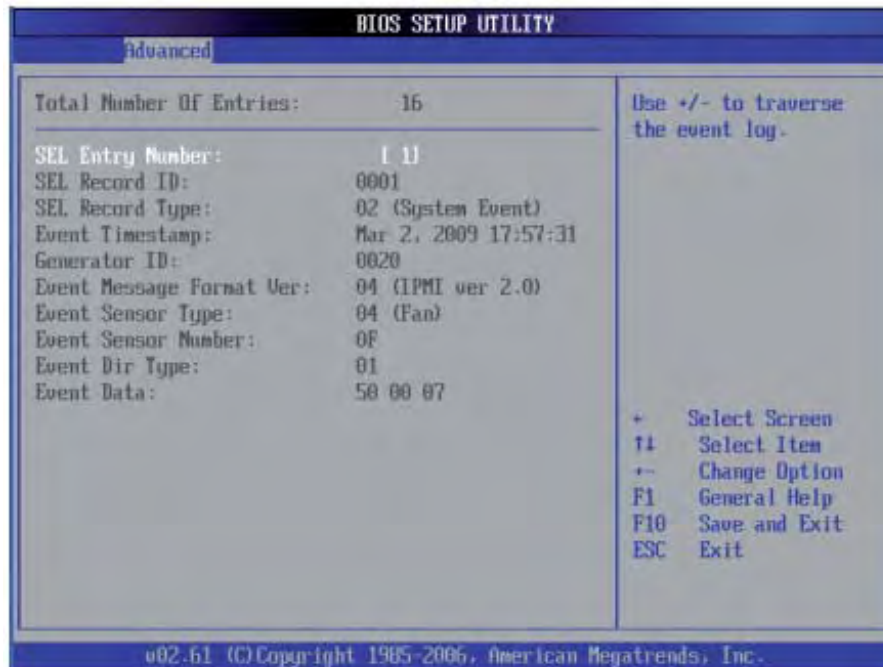 BIOS SETUP UTILITY
Advanced
Total Number Of Entries: 16
SEL Entry Number: [ 1]
SEL Record ID: 0001
SEL Record Type: 02 (System Event)
Event Timestamp: Mar 2, 2009 17:57:31
Generator ID: 0020
Event Message Format Ver: 04 (IPMI ver 2.0)
Event Sensor Type: 04 (Fan)
Event Sensor Number: 0F
Event Dir Type: 01
Event Data: 50 00 07
Use +/- to traverse
the event log.
← Select Screen
↑↓ Select Item
+- Change Option
F1 General Help
F10 Save and Exit
ESC Exit
v02.61 (C)Copyright 1985-2006, American Megatrends, Inc.